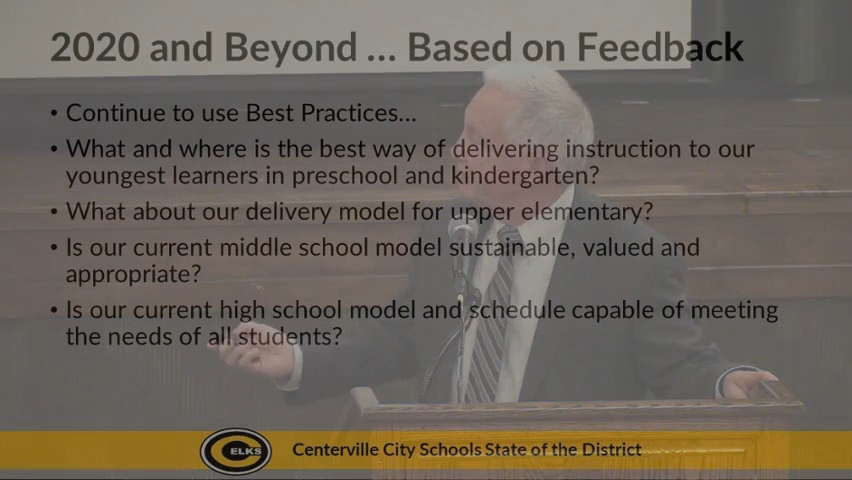 2020 and Beyond ... Based on Feedback
• Continue to use Best Practices...
• What and where is the best way of delivering instruction to our
youngest learners in preschool and kindergarten?
• What about our delivery model for upper elementary?
• Is our current middle school model sustainable, valued and
appropriate?
• Is our current high school model and schedule capable of meeting
the needs of all students?
ELKS
Centerville City Schools State of the District